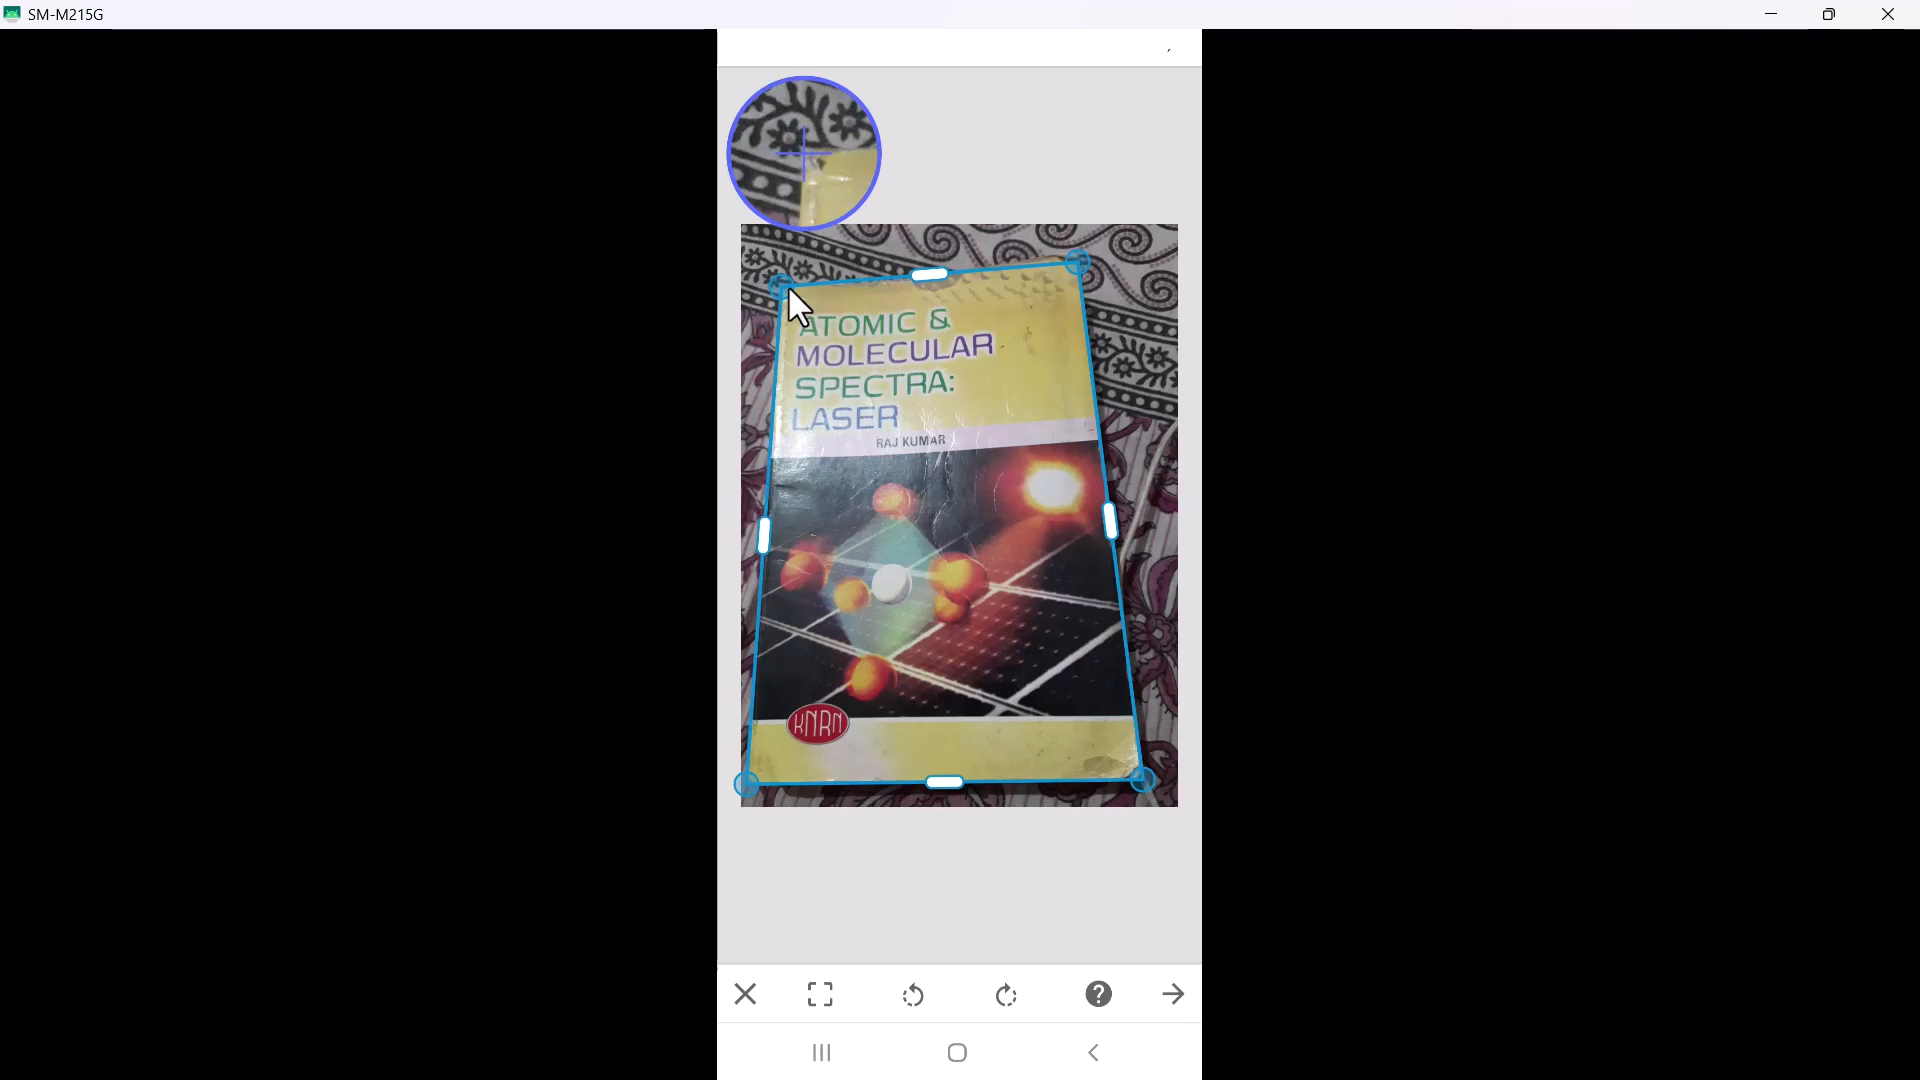 SM-M215G
ATOMIC &
MOLECULAR
SPECTRA:
LASER
RAJ KUMAR
KNRN